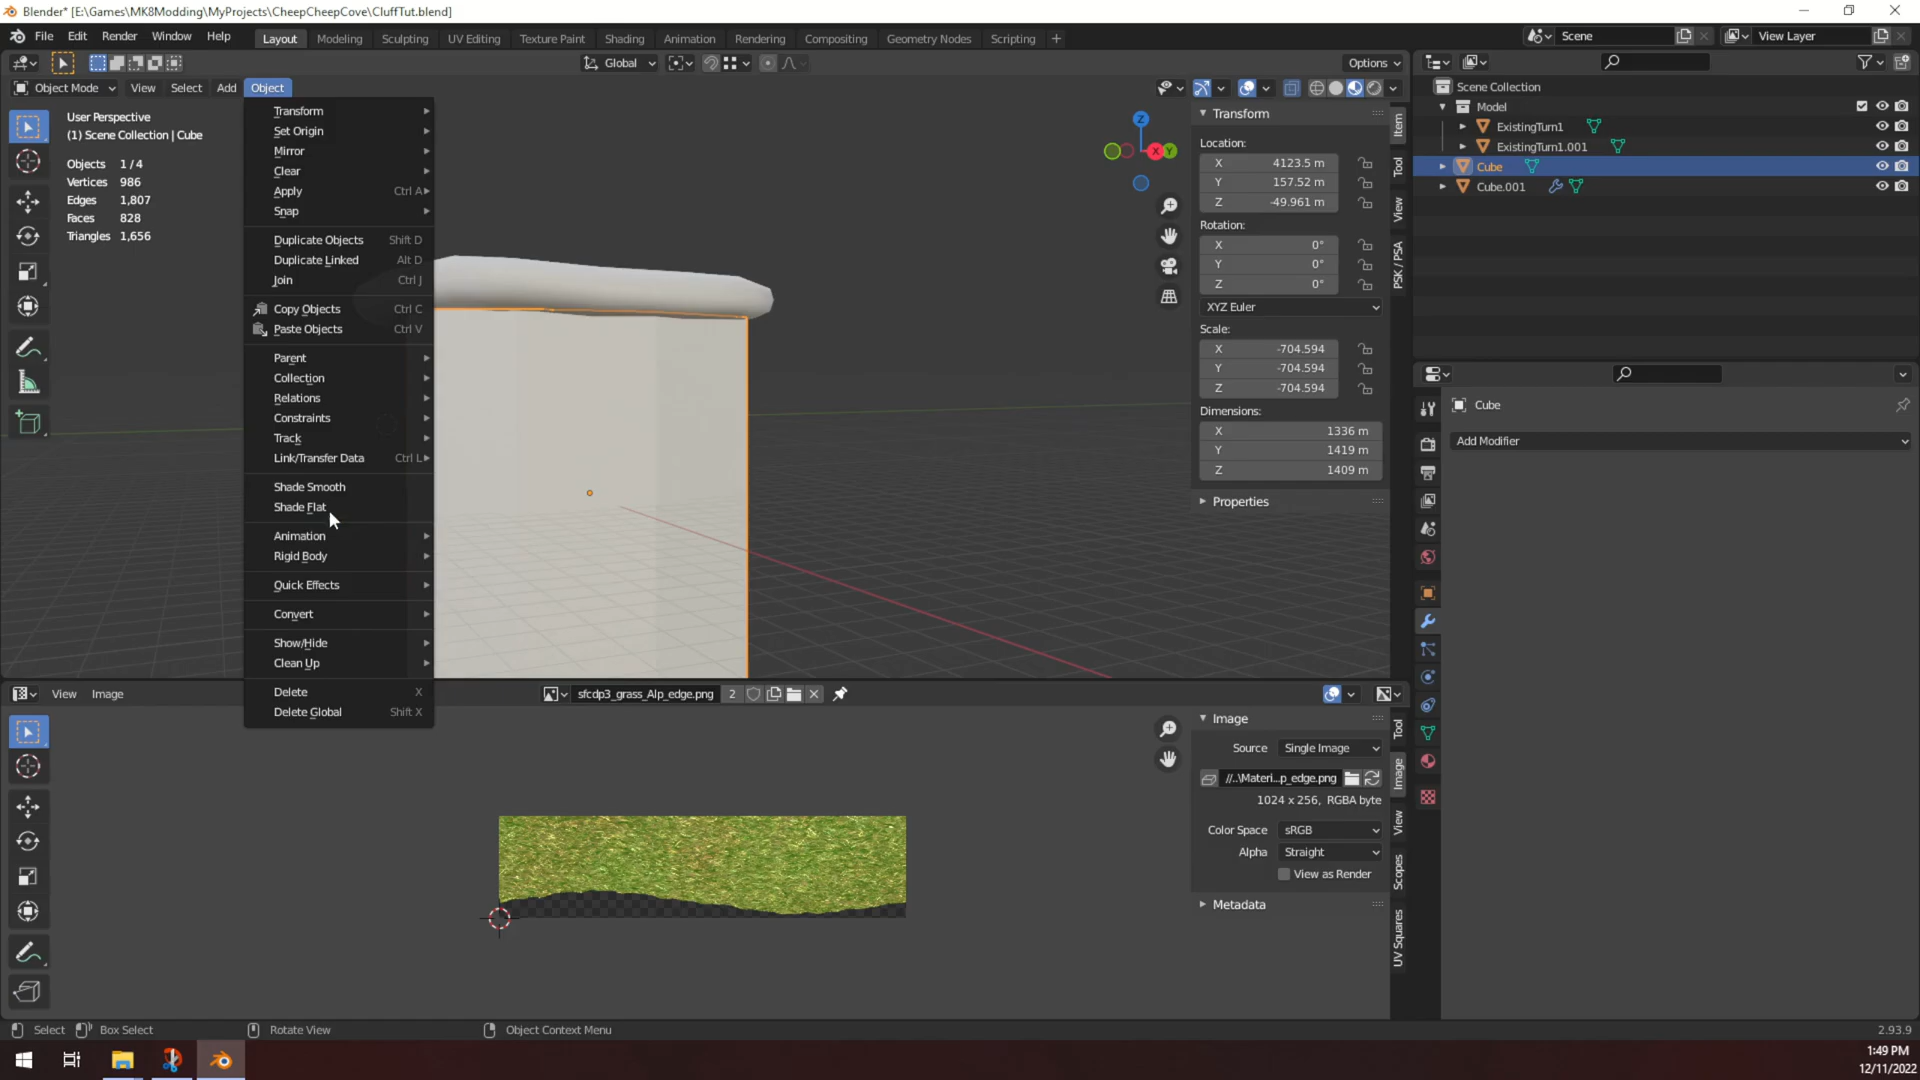 Blender* [E:\Games\MK8Modding\MyProjects\CheepCheepCove\CluffTut.blend]
File Edit Render Window Help Layout Modeling Sculpting UV Editing Texture Paint Shading Animation Rendering Compositing Geometry Nodes Scripting + Scene View Layer
Global Options
Object Mode View Select Add Object
User Perspective
(1) Scene Collection | Cube
Objects 1/4
Vertices 986
Edges 1,807
Faces 828
Triangles 1,656
Transform
Set Origin
Mirror
Clear
Apply Ctrl A
Snap
Duplicate Objects Shift D
Duplicate Linked Alt D
Join Ctrl J
Copy Objects Ctrl C
Paste Objects Ctrl V
Parent
Collection
Relations
Constraints
Track
Link/Transfer Data Ctrl L
Shade Smooth
Shade Flat
Animation
Rigid Body
Quick Effects
Convert
Show/Hide
Clean Up
Delete X
Delete Global Shift X
Z
X Y
Transform
Location:
X 4123.5 m
Y 157.52 m
Z -49.961 m
Rotation:
X 0°
Y 0°
Z 0°
XYZ Euler
Scale:
X -704.594
Y -704.594
Z -704.594
Dimensions:
X 1336 m
Y 1419 m
Z 1409 m
Properties
Item
Tool
View
PSK / PSA
Scene Collection
Model
ExistingTurn1
ExistingTurn1.001
Cube
Cube.001
Cube
Add Modifier
View Image sfcdp3_grass_Alp_edge.png 2
Image
Source Single Image
//..\Materi...p_edge.png
1024 x 256, RGBA byte
Color Space sRGB
Alpha Straight
View as Render
Metadata
Tool
Image
View
Scopes
UV Squares
Select Box Select Rotate View Object Context Menu 2.93.9
1:49 PM
12/11/2022